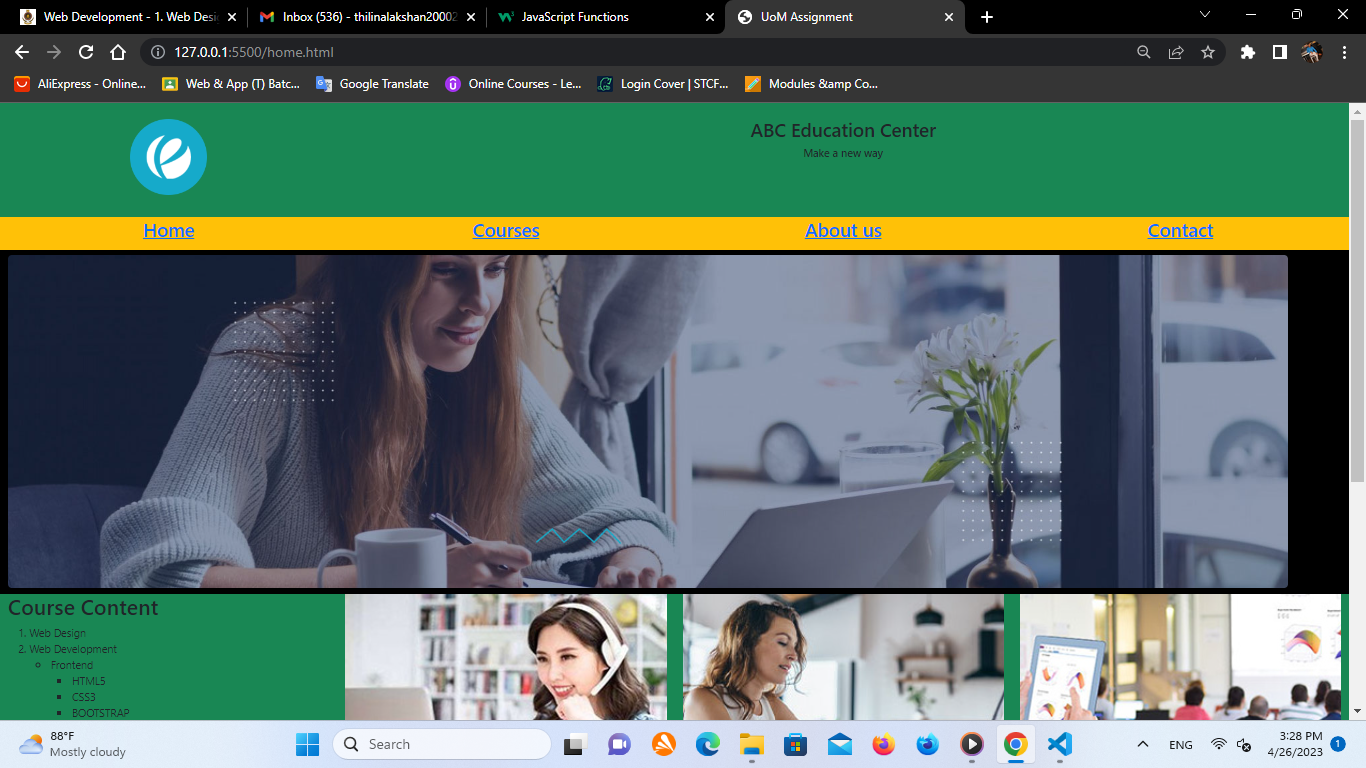 Web Development - 1. Web Desi
Inbox (536) - thilinalakshan20002
JavaScript Functions
UoM Assignment
127.0.0.1:5500/home.html
AliExpress - Online...
Web & App (T) Batc...
Google Translate
Online Courses - Le...
Login Cover | STCF...
Modules &amp Co...
ABC Education Center
Make a new way
Home
Courses
About us
Contact
Course Content
1. Web Design
2. Web Development
Frontend
HTML5
CSS3
BOOTSTRAP
88°F
Mostly cloudy
Search
ENG
3:28 PM
4/26/2023
1